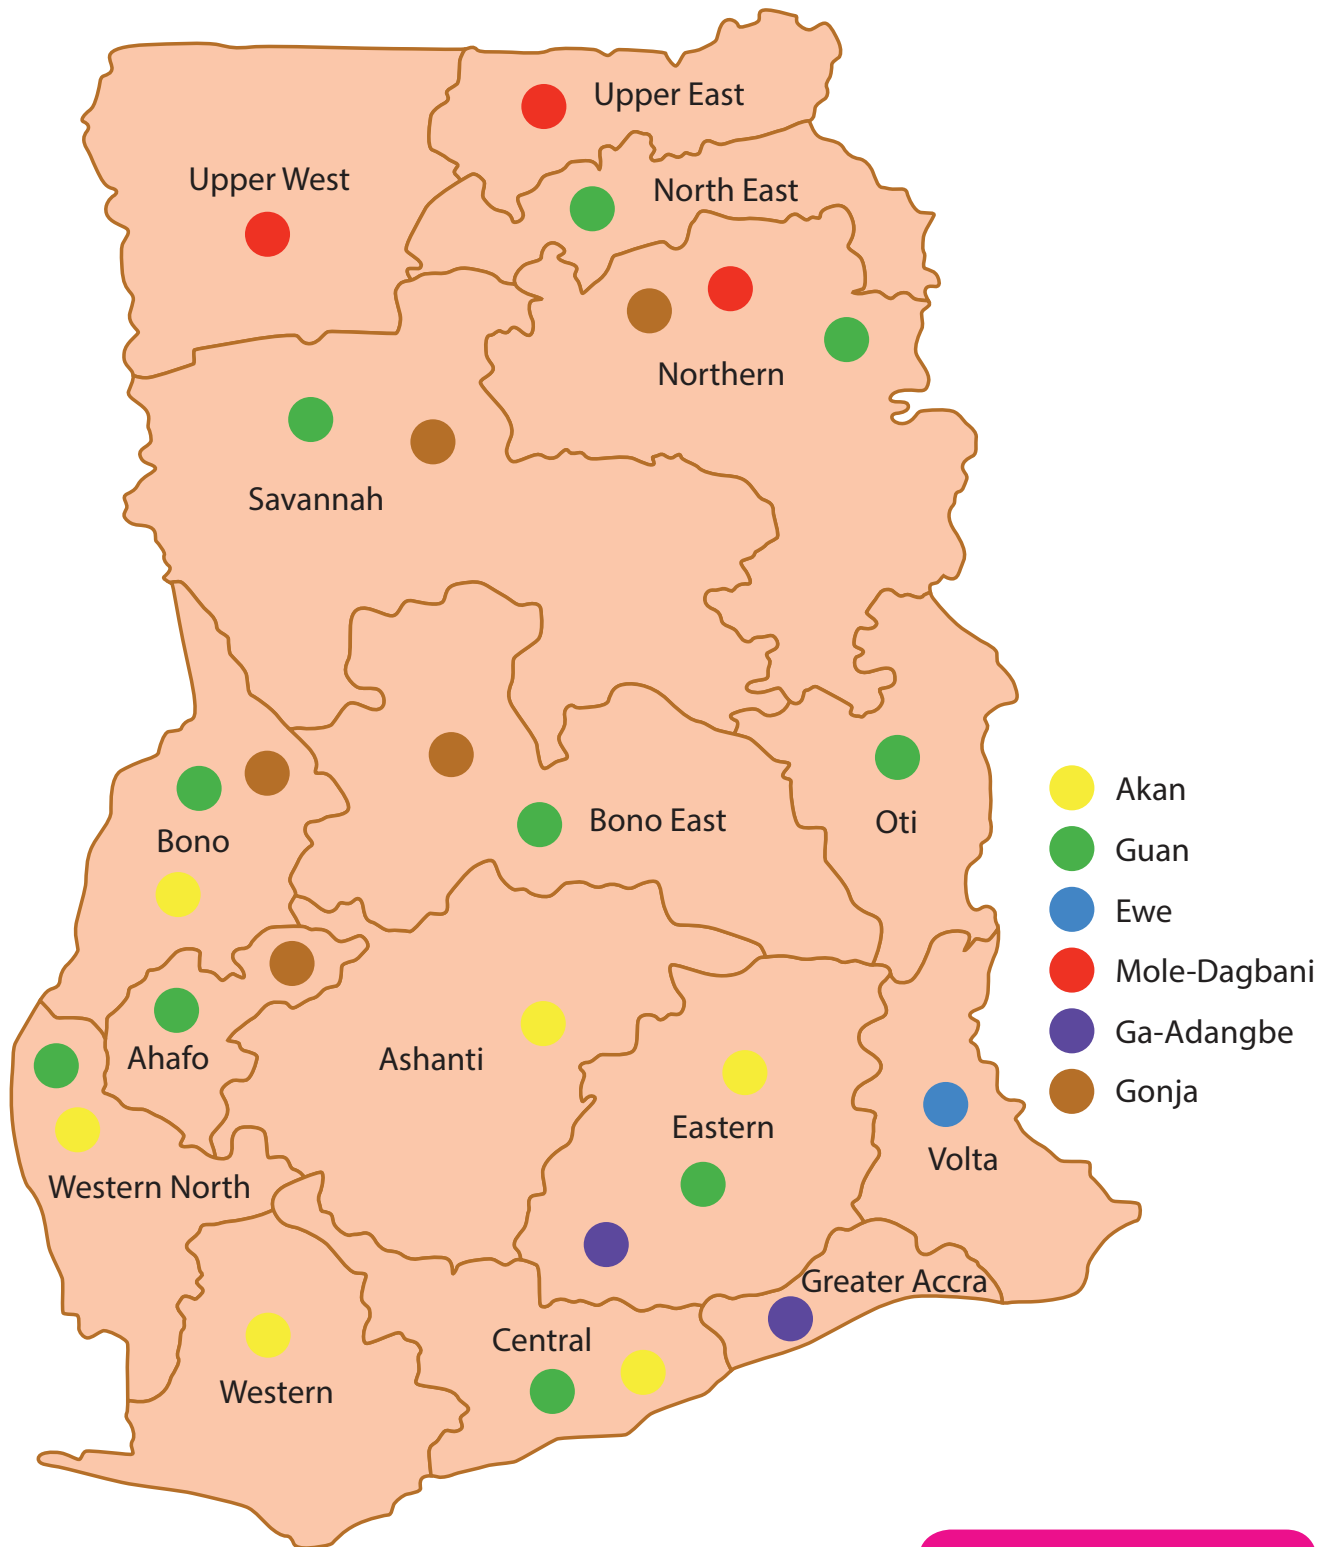 Upper East
Upper West
North East
Northern
Savannah
Akan
Bono East
Oti
Bono
Guan
Ewe
Mole-Dagbani
Ga-Adangbe
Ahafo
Ashanti
Gonja
Eastern
Volta
Western North
Greater Accra
Central
Western